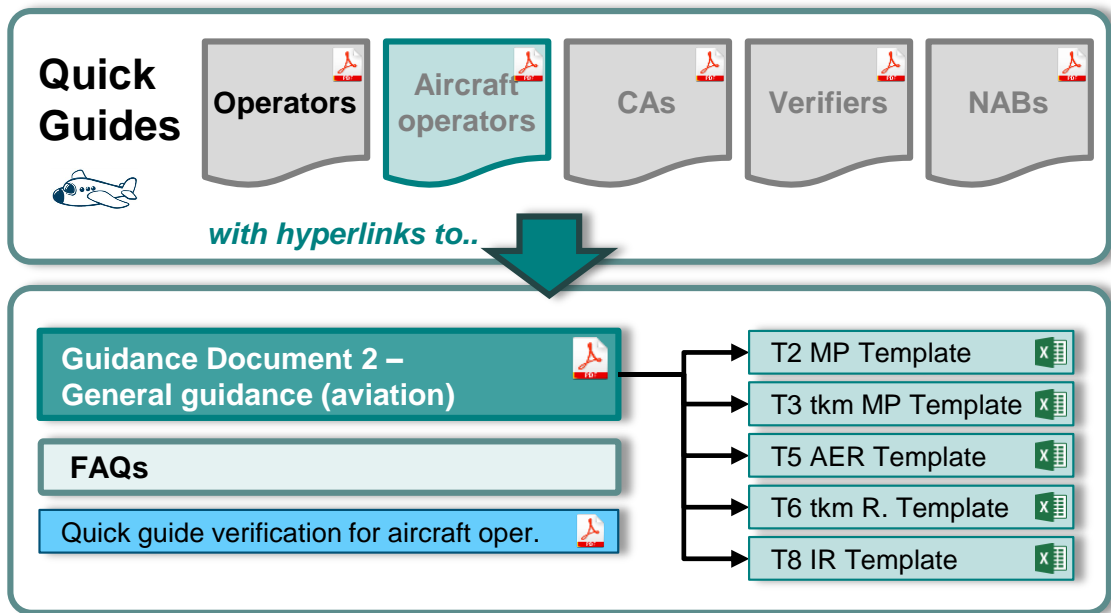 Quick
Guides
Operators
Aircraft
operators
CAs
Verifiers
NABs
with hyperlinks to..
Guidance Document 2 –
General guidance (aviation)
FAQs
Quick guide verification for aircraft oper.
T2 MP Template
T3 tkm MP Template
T5 AER Template
T6 tkm R. Template
T8 IR Template